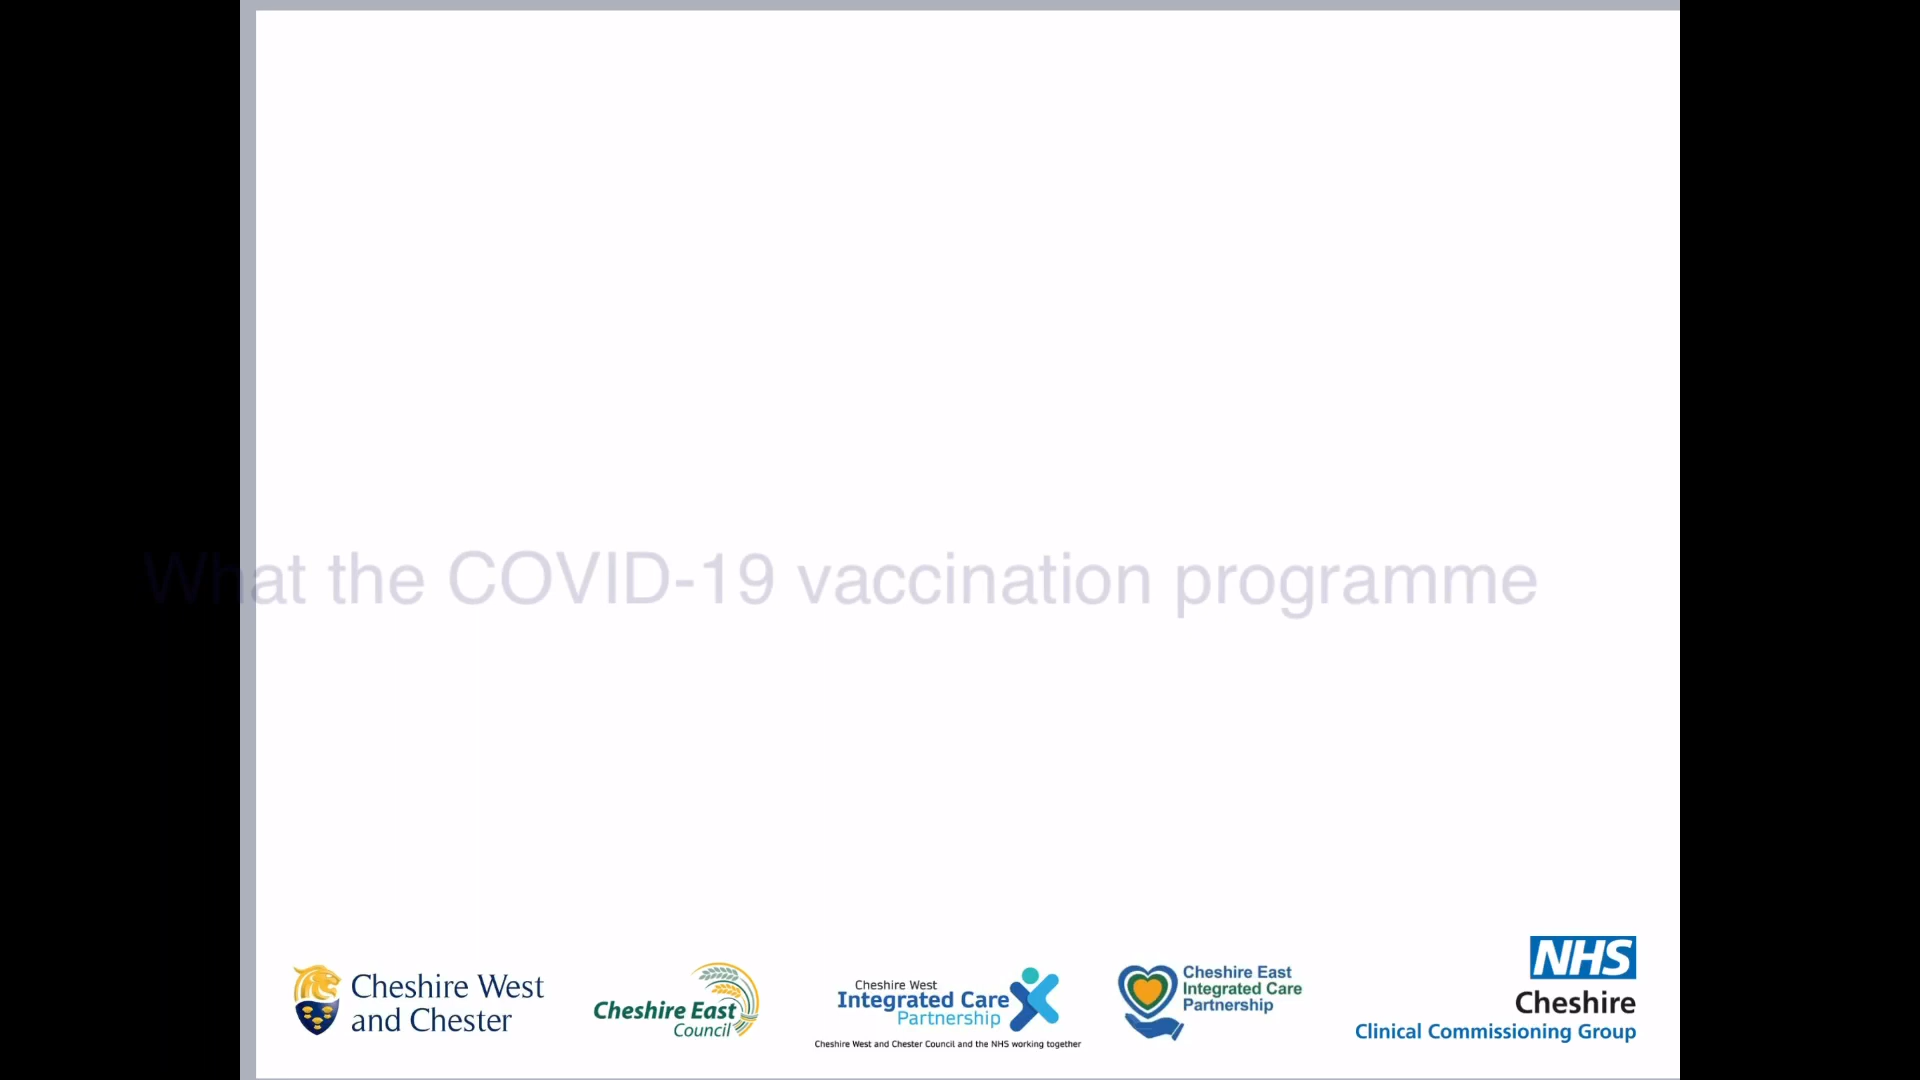 What the COVID-19 vaccination programme
Cheshire West
and Chester
Cheshire East
Council
Cheshire West
Integrated Care
Partnership
Cheshire West and Chester Council and the NHS working together
Cheshire East
Integrated Care
Partnership
NHS
Cheshire
Clinical Commissioning Group